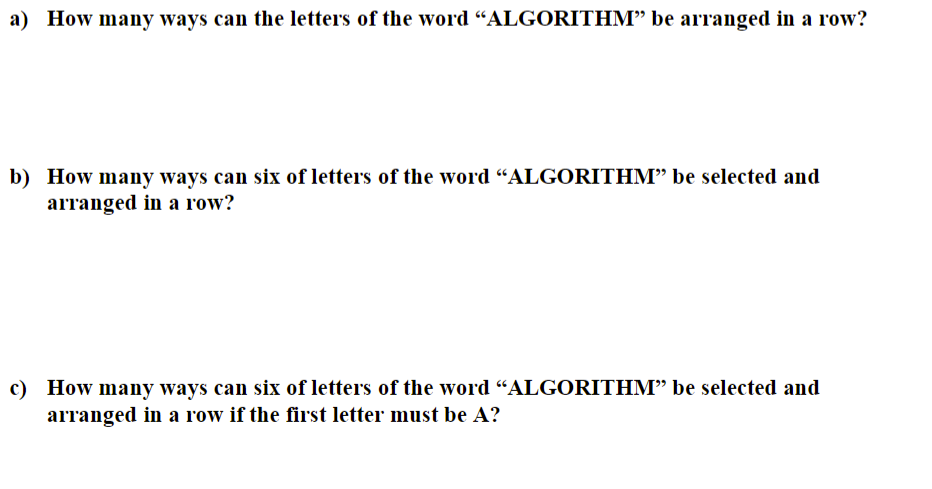 a) How many ways can the letters of the word “ALGORITHM” be arranged in a row?
b) How many ways can six of letters of the word “ALGORITHM” be selected and
arranged in a row?
c) How many ways can six of letters of the word “ALGORITHM” be selected and
arranged in a row if the first letter must be A?